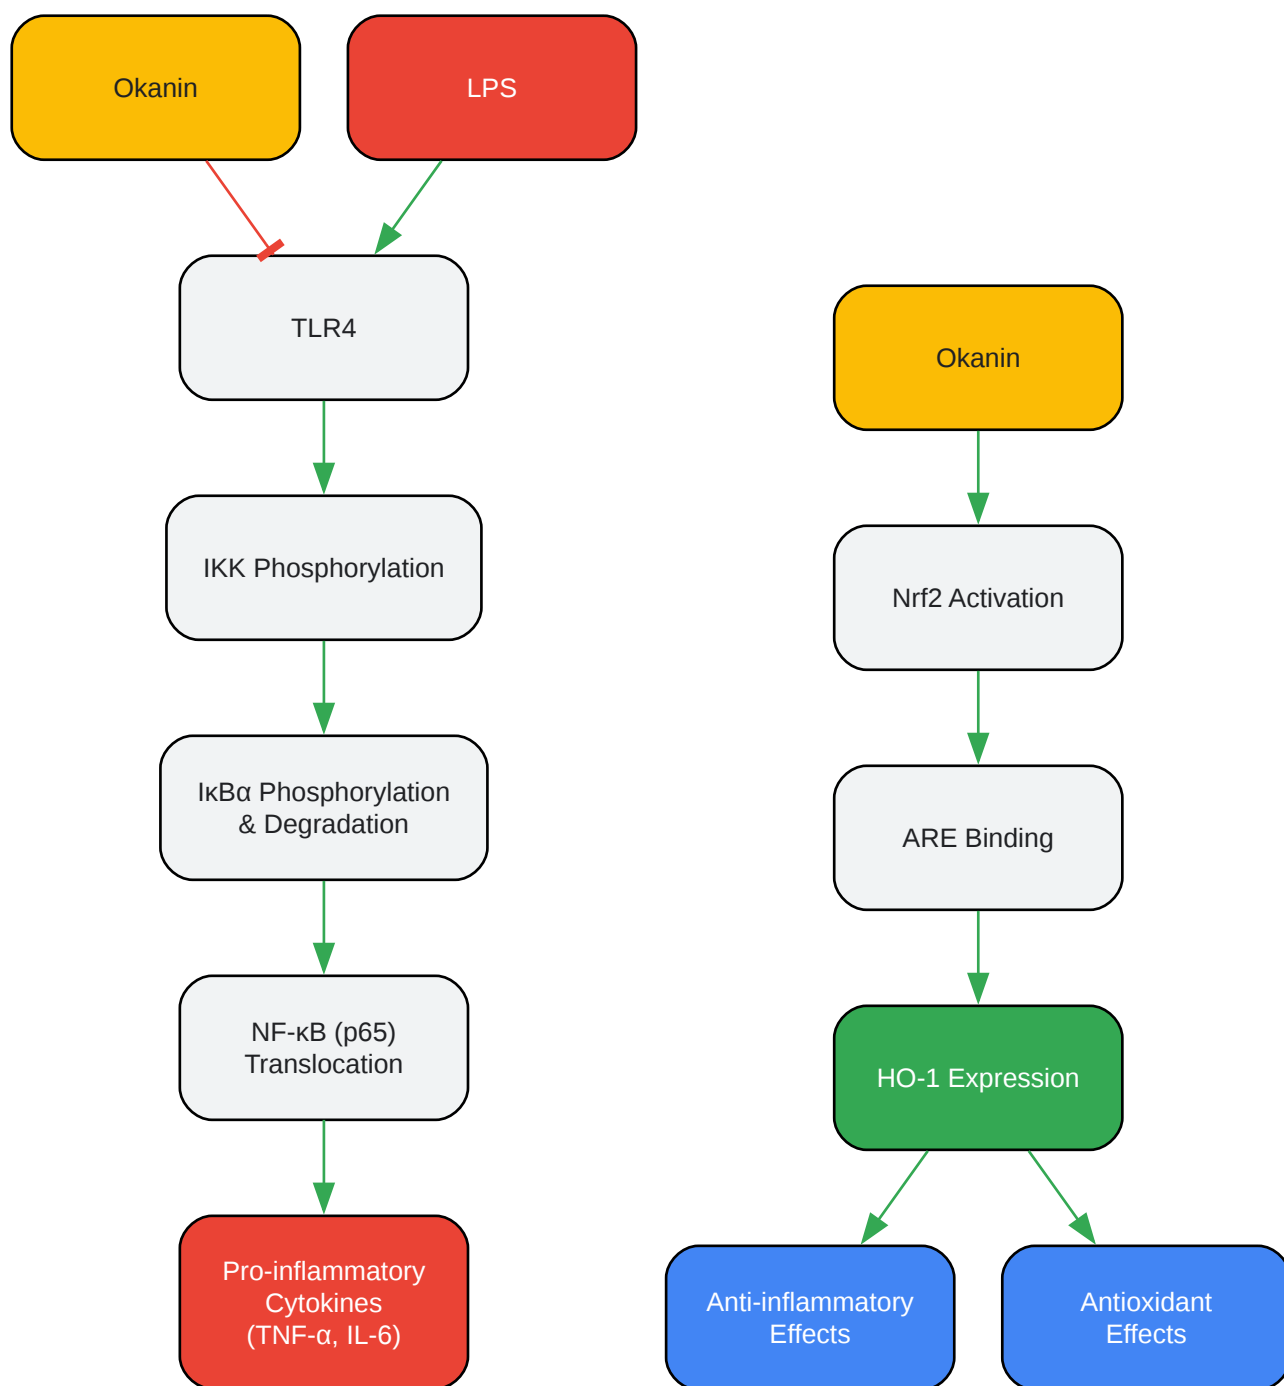 Okanin
LPS
TLR4
IKK Phosphorylation
IκBα Phosphorylation
& Degradation
NF-κB (p65)
Translocation
Pro-inflammatory
Cytokines
(TNF-α, IL-6)
Okanin
Nrf2 Activation
ARE Binding
HO-1 Expression
Anti-inflammatory
Effects
Antioxidant
Effects